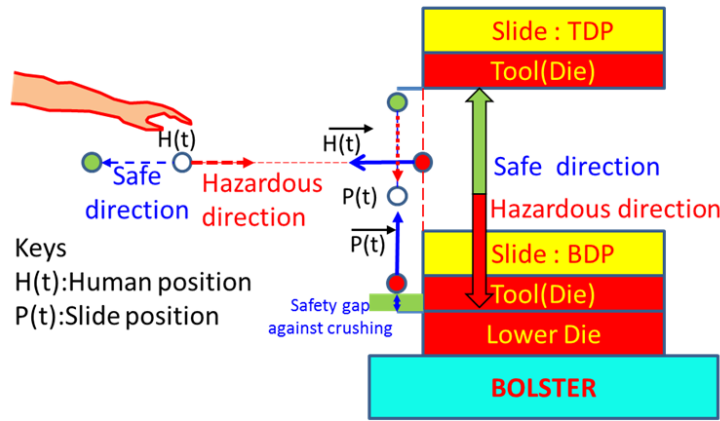 Slide : TDP
Tool(Die)
H(t)
H(t)
Safe
direction
Hazardous
direction
P(t)
P(t)
Safe direction
Hazardous direction
Keys
H(t):Human position
P(t):Slide position
Safety gap
against crushing
Slide : BDP
Tool(Die)
Lower Die
BOLSTER